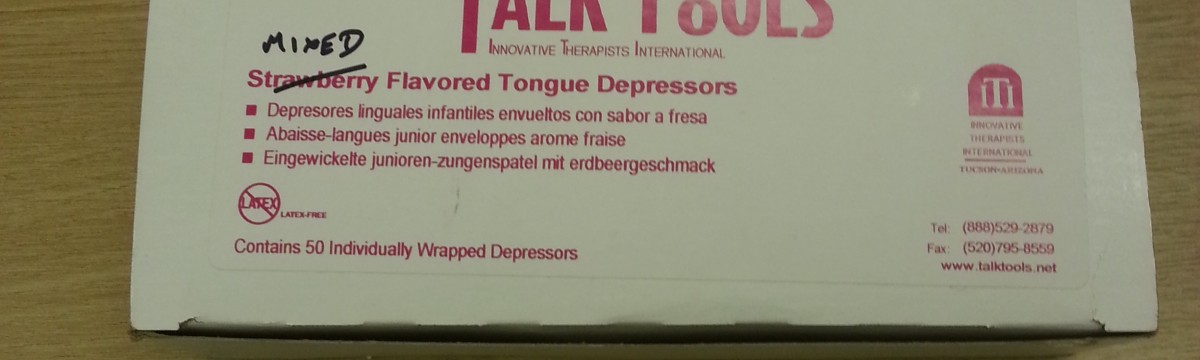 TALK TOOLS
INNOVATIVE THERAPISTS INTERNATIONAL
MIXED
Strawberry Flavored Tongue Depressors
■ Depresores linguales infantiles envueltos con sabor a fresa
■ Abaisse-langues junior enveloppes arome fraise
■ Eingewickelte junioren-zungenspatel mit erdbeergeschmack
iTi
INNOVATIVE
THERAPISTS
INTERNATIONAL
TUCSON•ARIZONA
LATEX
LATEX-FREE
Contains 50 Individually Wrapped Depressors
Tel: (888)529-2879
Fax: (520)795-8559
www.talktools.net